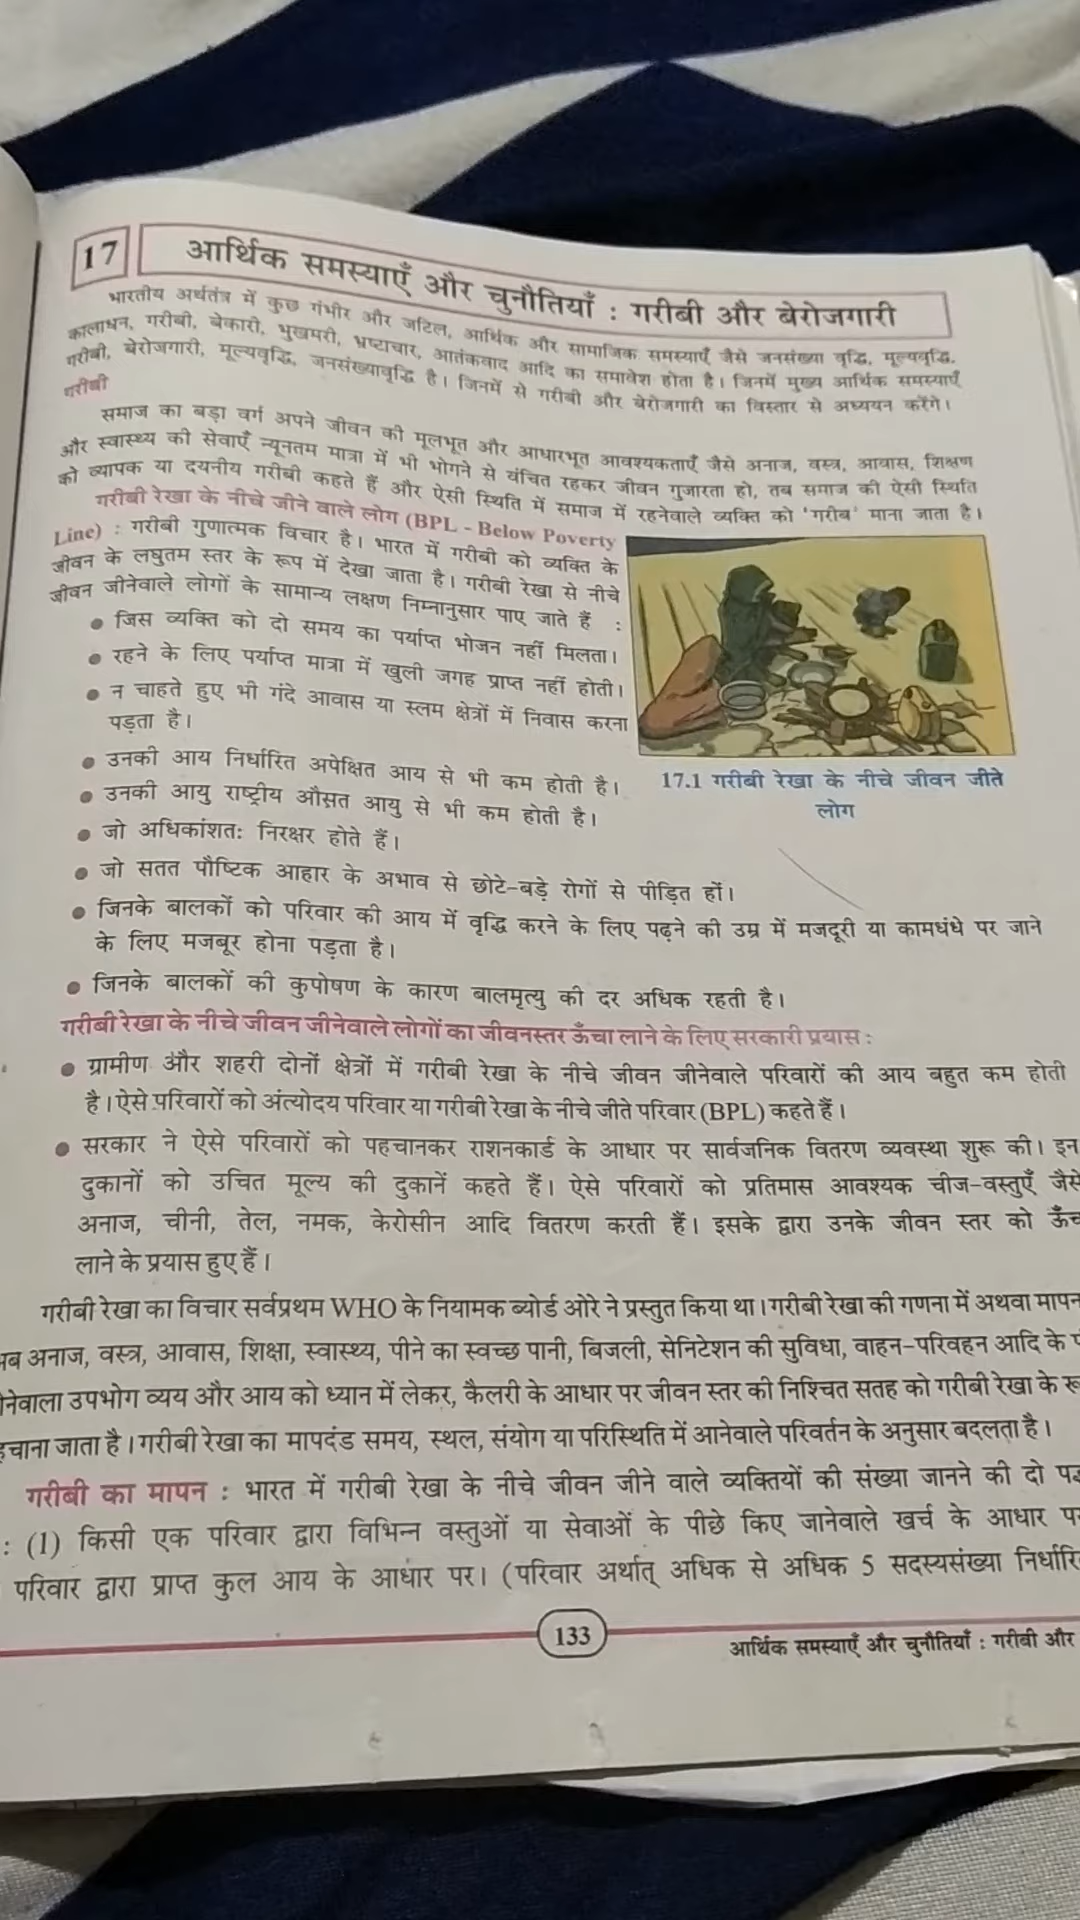 17
आर्थिक समस्याएँ और चुनौतियाँ : गरीबी और बेरोजगारी
भारतीय अर्थतंत्र में कुछ गंभीर और जटिल, आर्थिक और सामाजिक समस्याएँ जैसे जनसंख्या वृद्धि, मूल्यवृद्धि,
कालाधन, गरीबी, बेकारी, भुखमरी, भ्रष्टाचार, आतंकवाद आदि का समावेश होता है। जिनमें मुख्य आर्थिक समस्याएँ
गरीबी, बेरोजगारी, मूल्यवृद्धि, जनसंख्यावृद्धि है। जिनमें से गरीबी और बेरोजगारी का विस्तार से अध्ययन करेंगे।
गरीबी
समाज का बड़ा वर्ग अपने जीवन की मूलभूत और आधारभूत आवश्यकताएँ जैसे अनाज, वस्त्र, आवास, शिक्षण
और स्वास्थ्य की सेवाएँ न्यूनतम मात्रा में भी भोगने से वंचित रहकर जीवन गुजारता हो, तब समाज की ऐसी स्थिति
को व्यापक या दयनीय गरीबी कहते हैं और ऐसी स्थिति में समाज में रहनेवाले व्यक्ति को 'गरीब' माना जाता है।
गरीबी रेखा के नीचे जीने वाले लोग (BPL - Below Poverty
Line) : गरीबी गुणात्मक विचार है। भारत में गरीबी को व्यक्ति के
जीवन के लघुतम स्तर के रूप में देखा जाता है। गरीबी रेखा से नीचे
जीवन जीनेवाले लोगों के सामान्य लक्षण निम्नानुसार पाए जाते हैं :
● जिस व्यक्ति को दो समय का पर्याप्त भोजन नहीं मिलता।
● रहने के लिए पर्याप्त मात्रा में खुली जगह प्राप्त नहीं होती।
● न चाहते हुए भी गंदे आवास या स्लम क्षेत्रों में निवास करना
पड़ता है।
● उनकी आय निर्धारित अपेक्षित आय से भी कम होती है।
● उनकी आयु राष्ट्रीय औसत आयु से भी कम होती है।
17.1 गरीबी रेखा के नीचे जीवन जीते
लोग
● जो अधिकांशतः निरक्षर होते हैं।
● जो सतत पौष्टिक आहार के अभाव से छोटे-बड़े रोगों से पीड़ित हों।
● जिनके बालकों को परिवार की आय में वृद्धि करने के लिए पढ़ने की उम्र में मजदूरी या कामधंधे पर जाने
के लिए मजबूर होना पड़ता है।
● जिनके बालकों की कुपोषण के कारण बालमृत्यु की दर अधिक रहती है।
गरीबी रेखा के नीचे जीवन जीनेवाले लोगों का जीवनस्तर ऊँचा लाने के लिए सरकारी प्रयास :
● ग्रामीण और शहरी दोनों क्षेत्रों में गरीबी रेखा के नीचे जीवन जीनेवाले परिवारों की आय बहुत कम होती
है। ऐसे परिवारों को अंत्योदय परिवार या गरीबी रेखा के नीचे जीते परिवार (BPL) कहते हैं।
● सरकार ने ऐसे परिवारों को पहचानकर राशनकार्ड के आधार पर सार्वजनिक वितरण व्यवस्था शुरू की। इन
दुकानों को उचित मूल्य की दुकानें कहते हैं। ऐसे परिवारों को प्रतिमास आवश्यक चीज-वस्तुएँ जैसे
अनाज, चीनी, तेल, नमक, केरोसीन आदि वितरण करती हैं। इसके द्वारा उनके जीवन स्तर को
लाने के प्रयास हुए हैं।
गरीबी रेखा का विचार सर्वप्रथम WHO के नियामक ब्योर्ड ओरे ने प्रस्तुत किया था। गरीबी रेखा की गणना में अथवा मापन
अनाज, वस्त्र, आवास, शिक्षा, स्वास्थ्य, पीने का स्वच्छ पानी, बिजली, सेनिटेशन की सुविधा, वाहन-परिवहन आदि के
उपभोग व्यय और आय को ध्यान में लेकर, कैलरी के आधार पर जीवन स्तर की निश्चित सतह को गरीबी रेखा के
जाता है। गरीबी रेखा का मापदंड समय, स्थल, संयोग या परिस्थिति में आनेवाले परिवर्तन के अनुसार बदलता है।
गरीबी का मापन : भारत में गरीबी रेखा के नीचे जीवन जीने वाले व्यक्तियों की संख्या जानने की दो
: (1) किसी एक परिवार द्वारा विभिन्न वस्तुओं या सेवाओं के पीछे किए जानेवाले खर्च के आधार
परिवार द्वारा प्राप्त कुल आय के आधार पर। (परिवार अर्थात् अधिक से अधिक 5 सदस्यसंख्या
133
आर्थिक समस्याएँ और चुनौतियाँ : गरीबी और